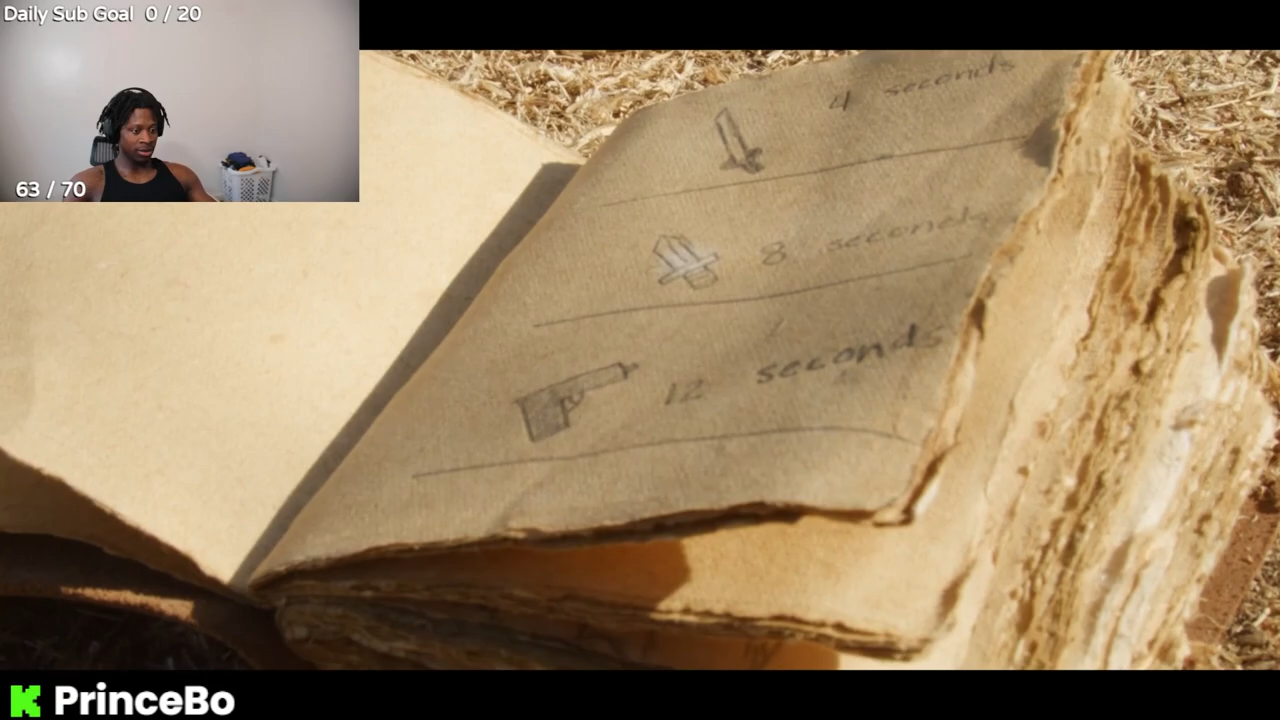 Daily Sub Goal 0 / 20
63 / 70
4 seconds
8 seconds
12 seconds
PrinceBo